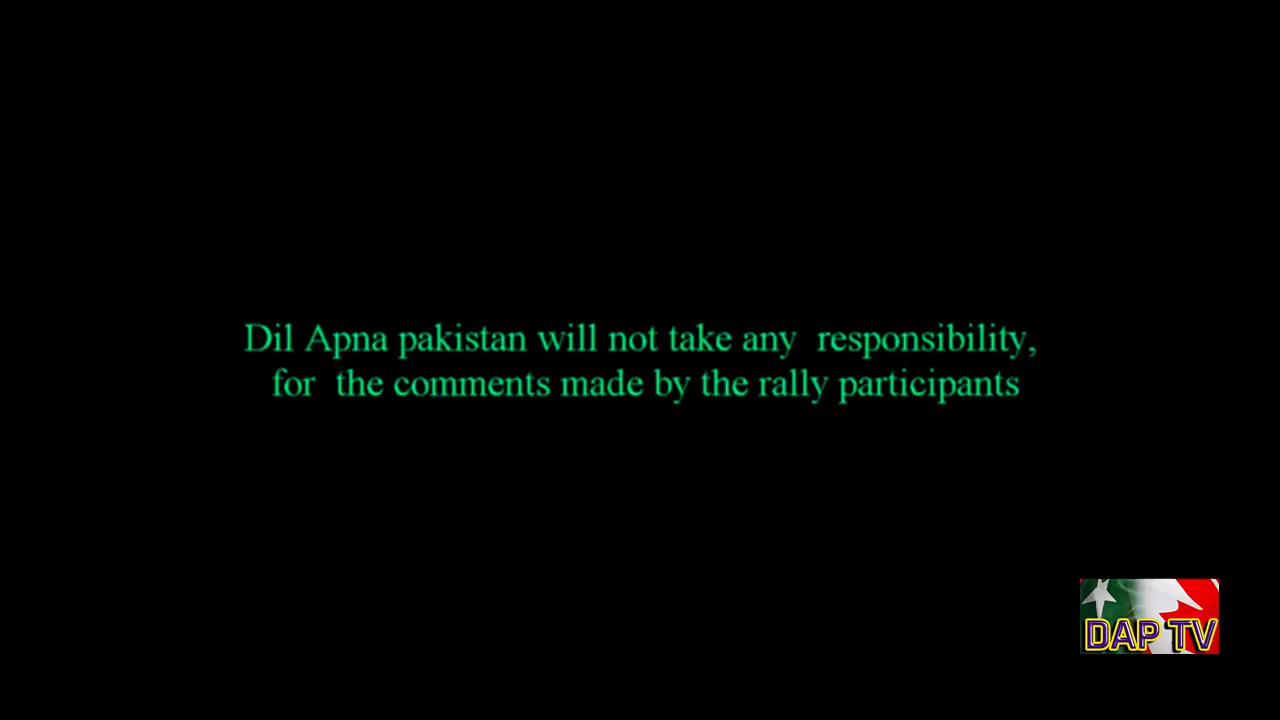 Dil Apna pakistan will not take any  responsibility,
for  the comments made by the rally participants
DAP TV